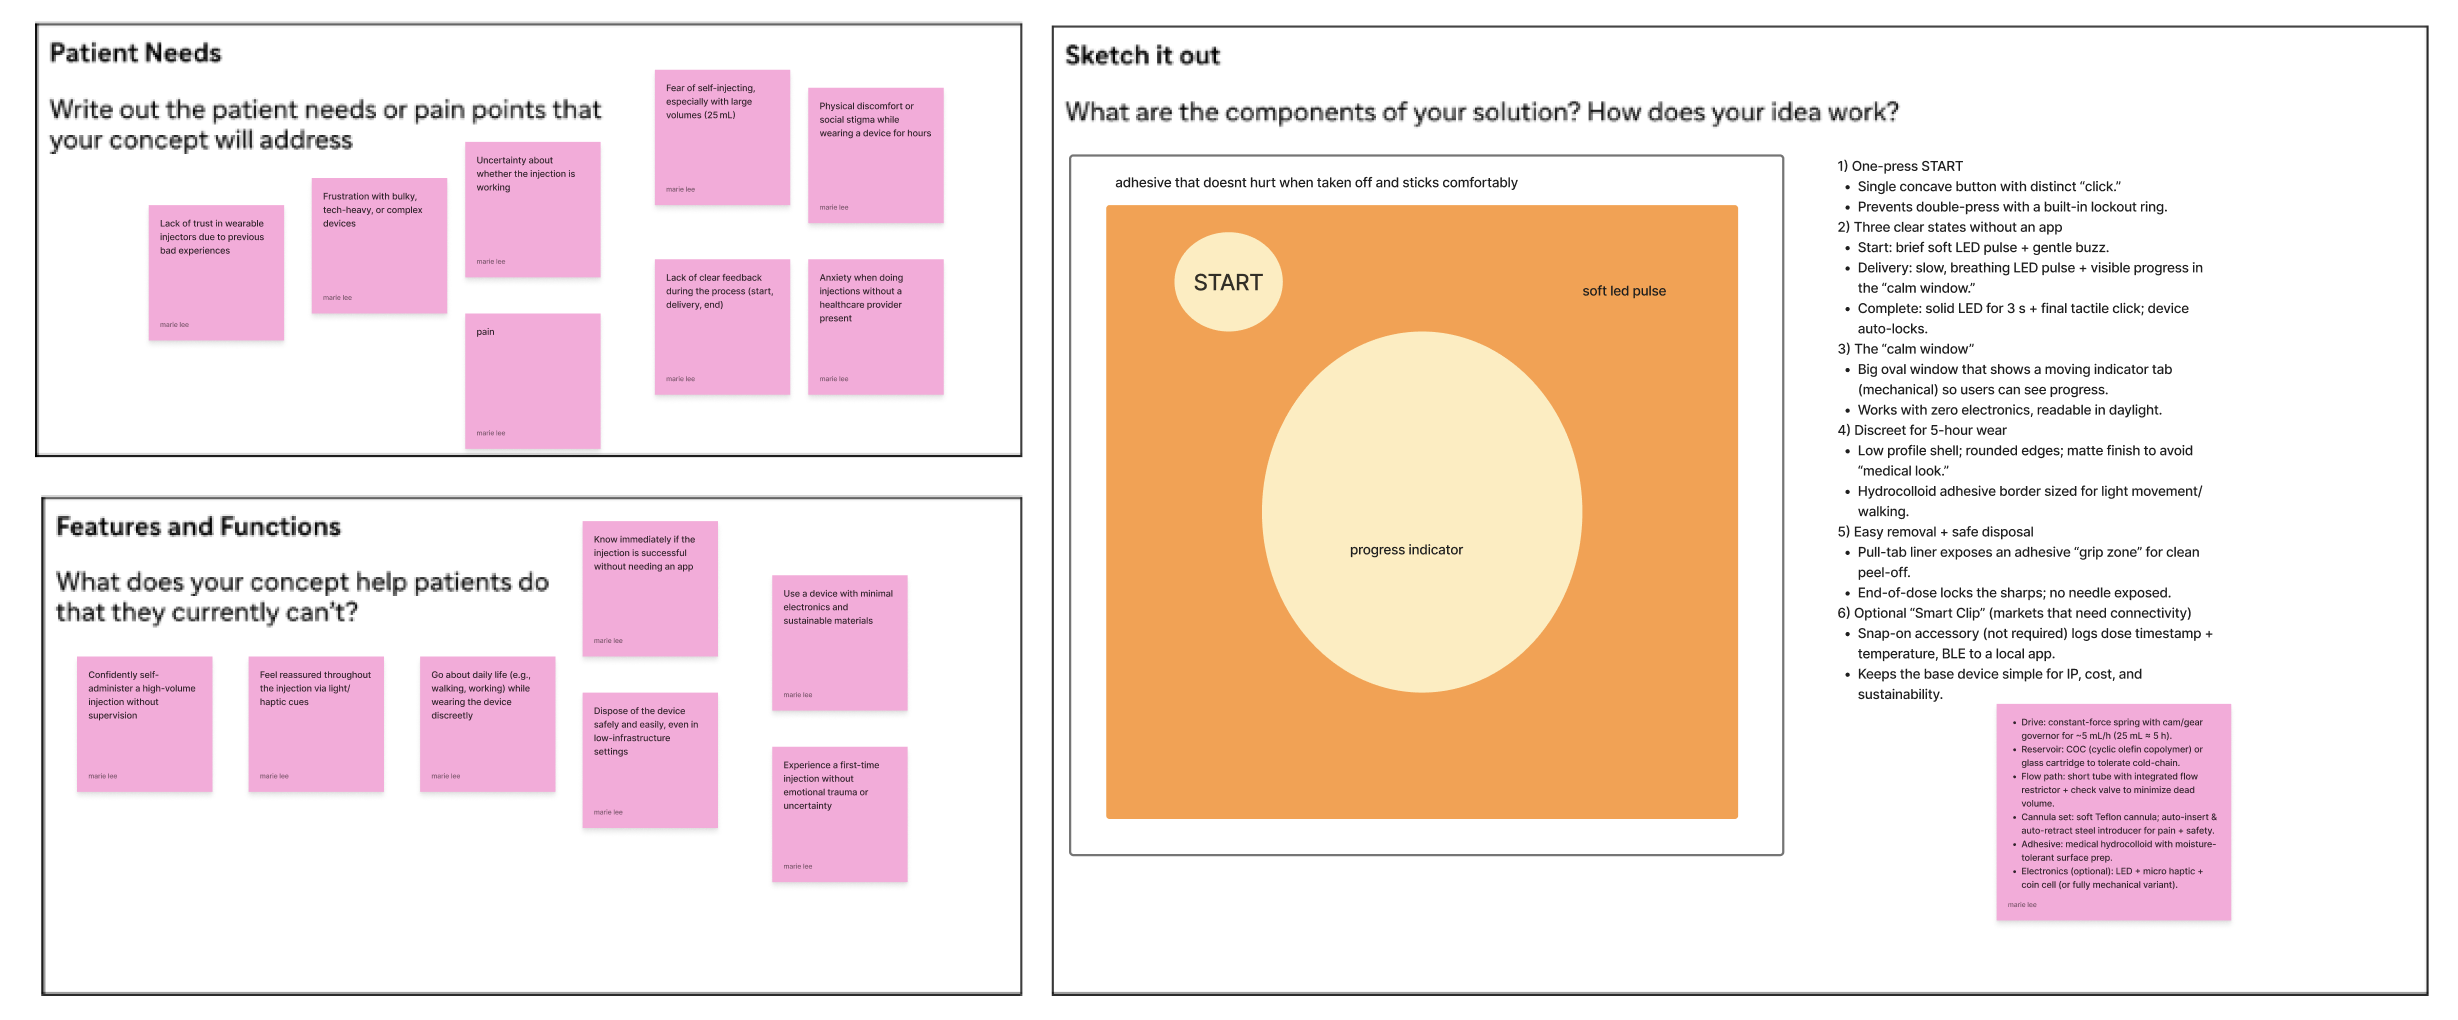 Patient Needs
Write out the patient needs or pain points that
your concept will address
Lack of trust in wearable
injectors due to previous
bad experiences
marie lee
Frustration with bulky,
tech-heavy, or complex
devices
marie lee
Uncertainty about
whether the injection is
working
marie lee
pain
marie lee
Fear of self-injecting,
especially with large
volumes (25 mL)
marie lee
Physical discomfort or
social stigma while
wearing a device for hours
marie lee
Lack of clear feedback
during the process (start,
delivery, end)
marie lee
Anxiety when doing
injections without a
healthcare provider
present
marie lee
Features and Functions
What does your concept help patients do
that they currently can't?
Confidently self-
administer a high-volume
injection without
supervision
marie lee
Feel reassured throughout
the injection via light/
haptic cues
marie lee
Go about daily life (e.g.,
walking, working) while
wearing the device
discreetly
marie lee
Know immediately if the
injection is successful
without needing an app
marie lee
Dispose of the device
safely and easily, even in
low-infrastructure
settings
marie lee
Use a device with minimal
electronics and
sustainable materials
marie lee
Experience a first-time
injection without
emotional trauma or
uncertainty
marie lee
Sketch it out
What are the components of your solution? How does your idea work?
adhesive that doesnt hurt when taken off and sticks comfortably
START
soft led pulse
progress indicator
1) One-press START
• Single concave button with distinct “click.”
• Prevents double-press with a built-in lockout ring.
2) Three clear states without an app
• Start: brief soft LED pulse + gentle buzz.
• Delivery: slow, breathing LED pulse + visible progress in
the “calm window.”
• Complete: solid LED for 3 s + final tactile click; device
auto-locks.
3) The “calm window”
• Big oval window that shows a moving indicator tab
(mechanical) so users can see progress.
• Works with zero electronics, readable in daylight.
4) Discreet for 5-hour wear
• Low profile shell; rounded edges; matte finish to avoid
“medical look.”
• Hydrocolloid adhesive border sized for light movement/
walking.
5) Easy removal + safe disposal
• Pull-tab liner exposes an adhesive “grip zone” for clean
peel-off.
• End-of-dose locks the sharps; no needle exposed.
6) Optional “Smart Clip” (markets that need connectivity)
• Snap-on accessory (not required) logs dose timestamp +
temperature, BLE to a local app.
• Keeps the base device simple for IP, cost, and
sustainability.
• Drive: constant-force spring with cam/gear
governor for ~5 mL/h (25 mL ≈ 5 h).
• Reservoir: COC (cyclic olefin copolymer) or
glass cartridge to tolerate cold-chain.
• Flow path: short tube with integrated flow
restrictor + check valve to minimize dead
volume.
• Cannula set: soft Teflon cannula; auto-insert &
auto-retract steel introducer for pain + safety.
• Adhesive: medical hydrocolloid with moisture-
tolerant surface prep.
• Electronics (optional): LED + micro haptic +
coin cell (or fully mechanical variant).
marie lee